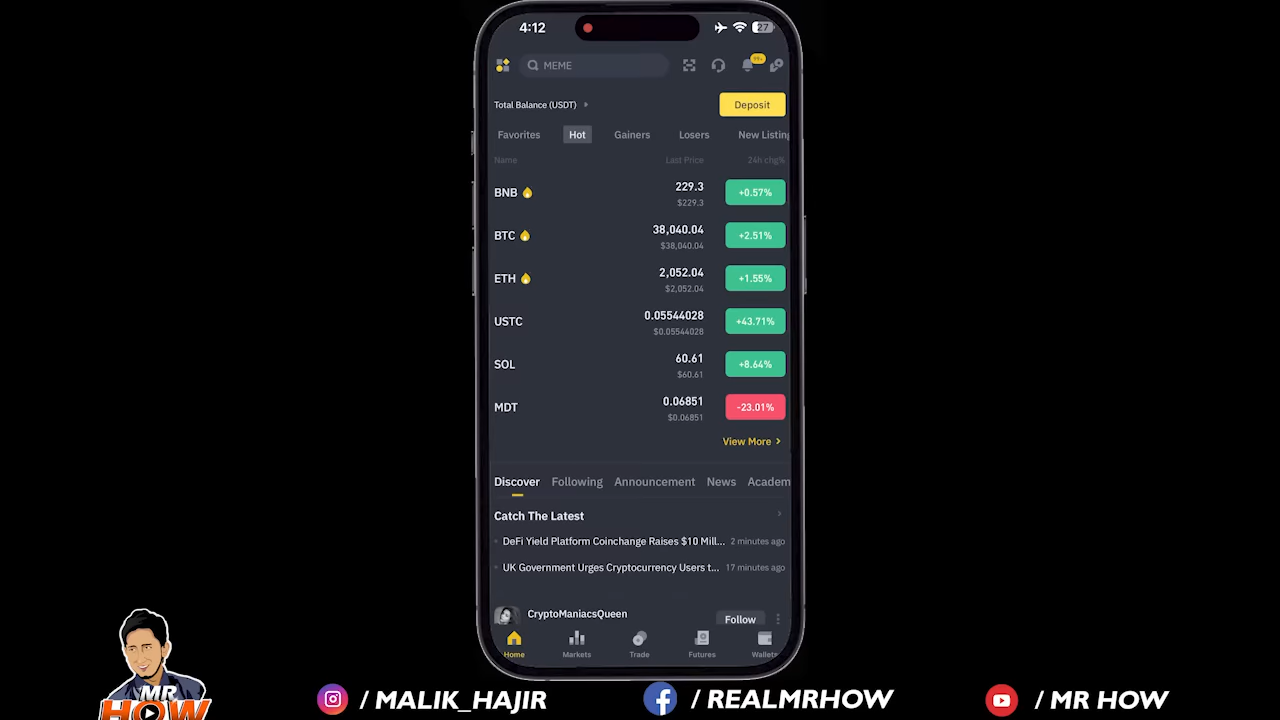 4:12
27
MEME
99+
Total Balance (USDT)
Deposit
Favorites Hot Gainers Losers New Listing
Name Last Price 24h chg%
BNB 229.3 +0.57%
$229.3
BTC 38,040.04 +2.51%
$38,040.04
ETH 2,052.04 +1.55%
$2,052.04
USTC 0.05544028 +43.71%
$0.05544028
SOL 60.61 +8.64%
$60.61
MDT 0.06851 -23.01%
$0.06851
View More
Discover Following Announcement News Academ
Catch The Latest
DeFi Yield Platform Coinchange Raises $10 Mill... 2 minutes ago
UK Government Urges Cryptocurrency Users t... 17 minutes ago
CryptoManiacsQueen Follow
Home Markets Trade Futures Wallets
MR
HOW
/ MALIK_HAJIR
/ REALMRHOW
/ MR HOW